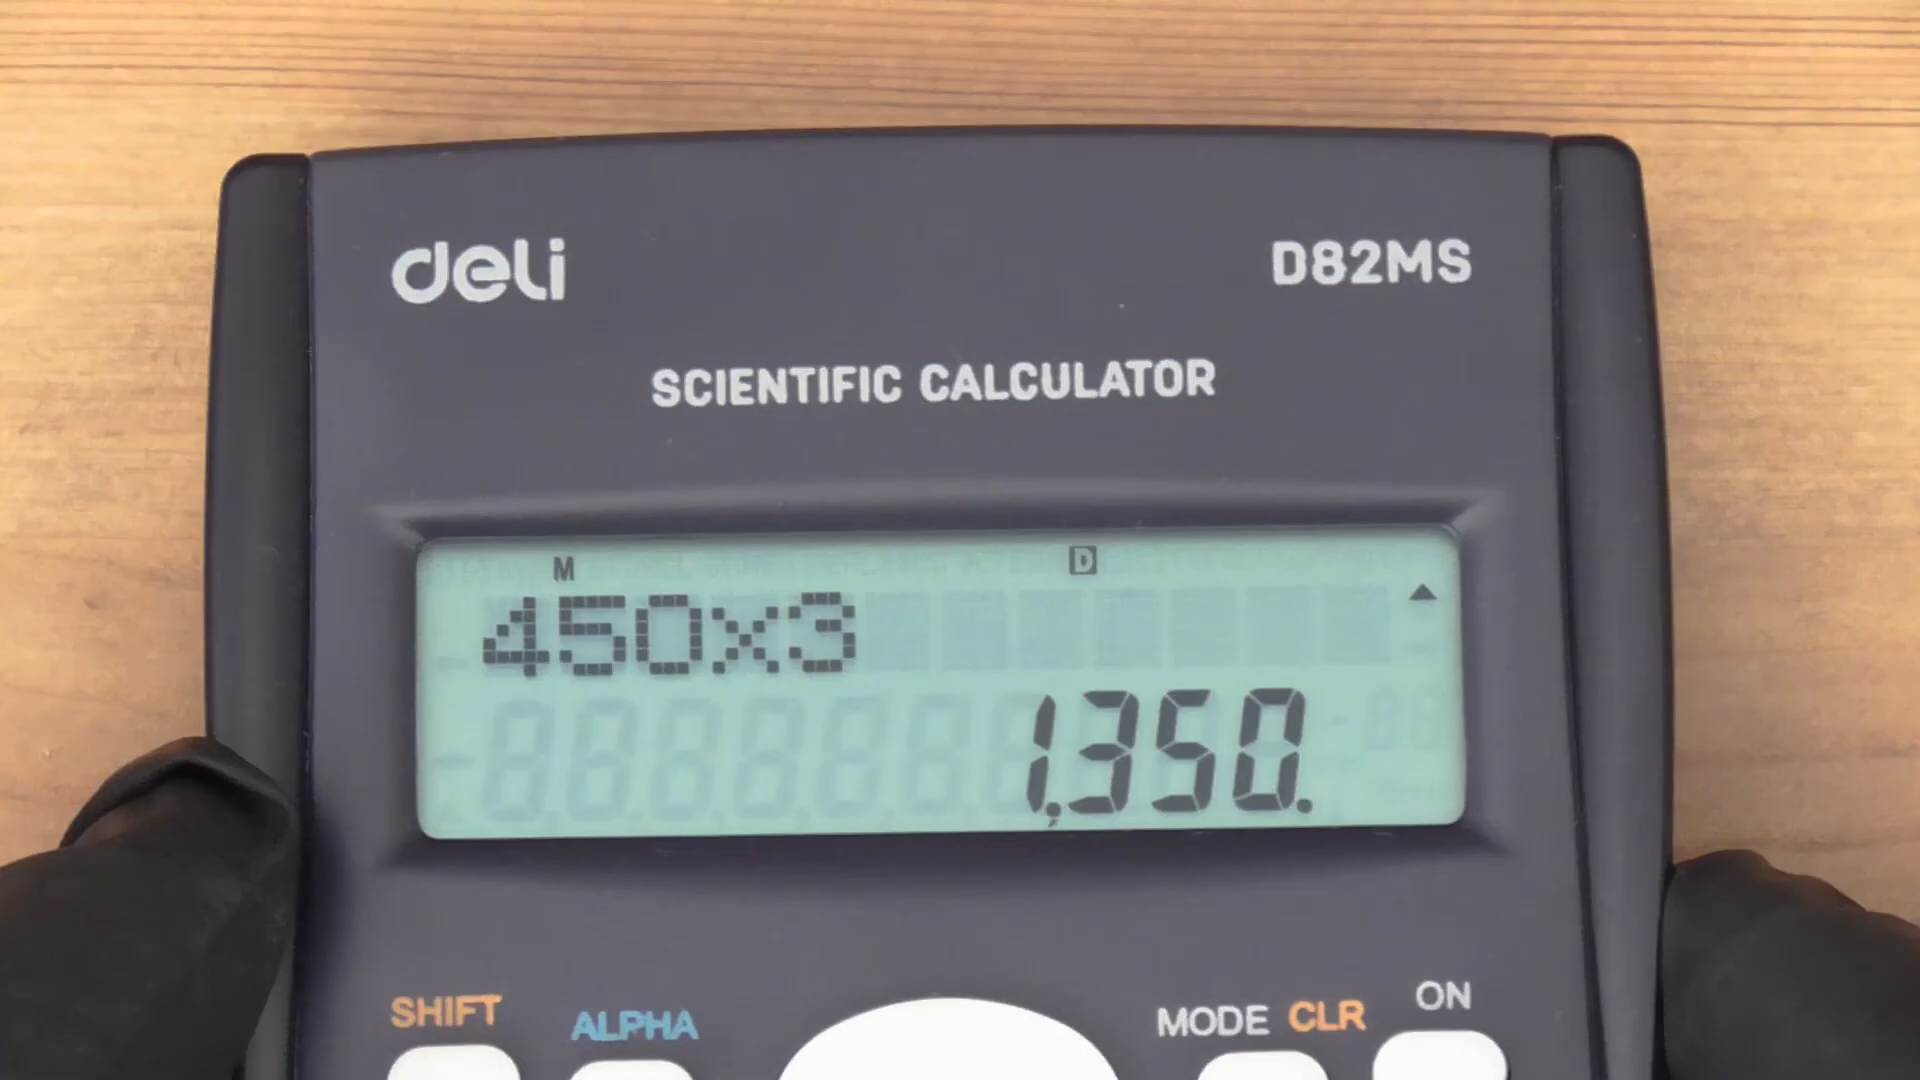 deli D82MS
SCIENTIFIC CALCULATOR
M D
450x3
1,350.
SHIFT ALPHA MODE CLR ON